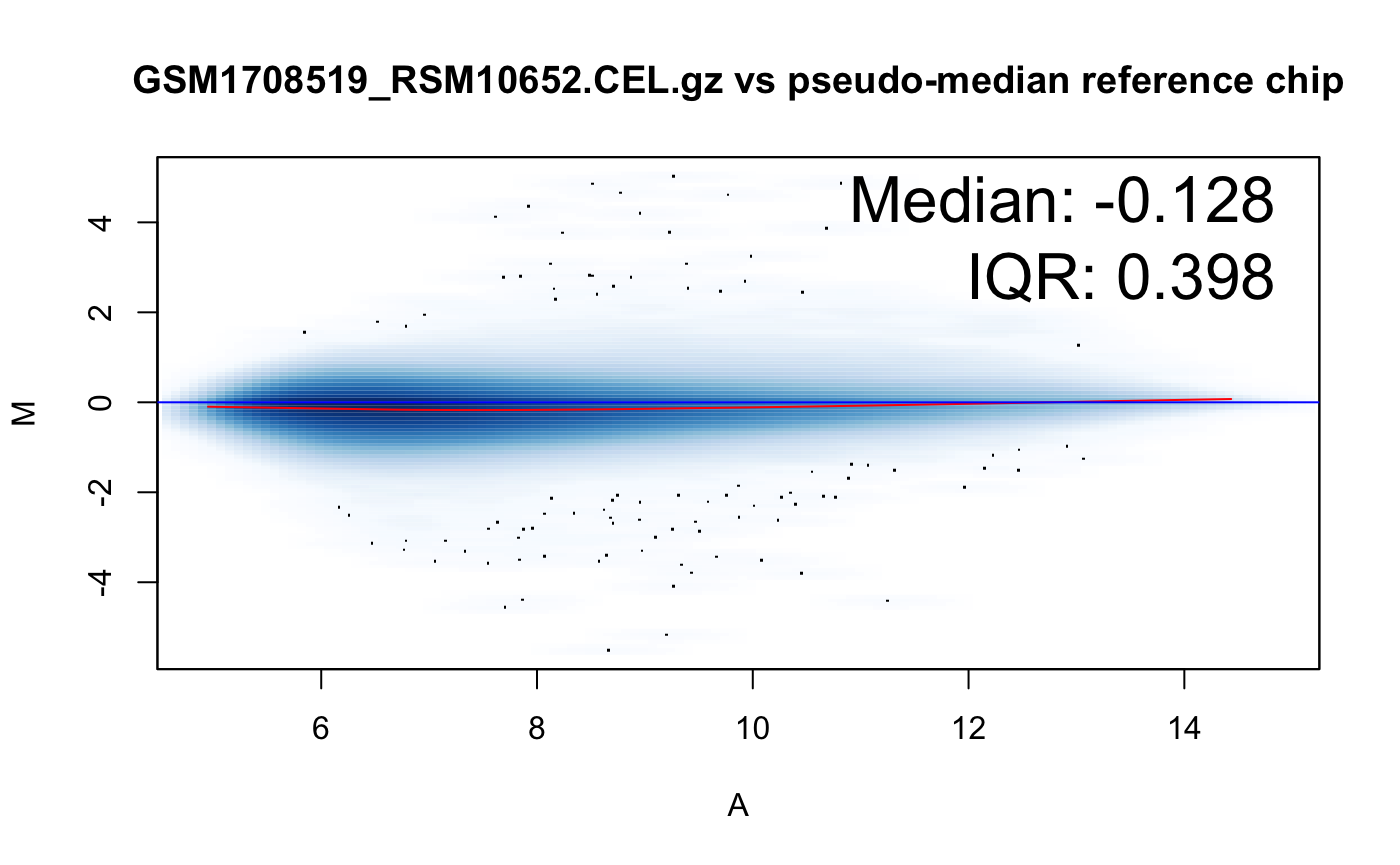 GSM1708519_RSM10652.CEL.gz vs pseudo-median reference chip
Median: -0.128
IQR: 0.398
M
4
2
0
-2
-4
6 8 10 12 14
A